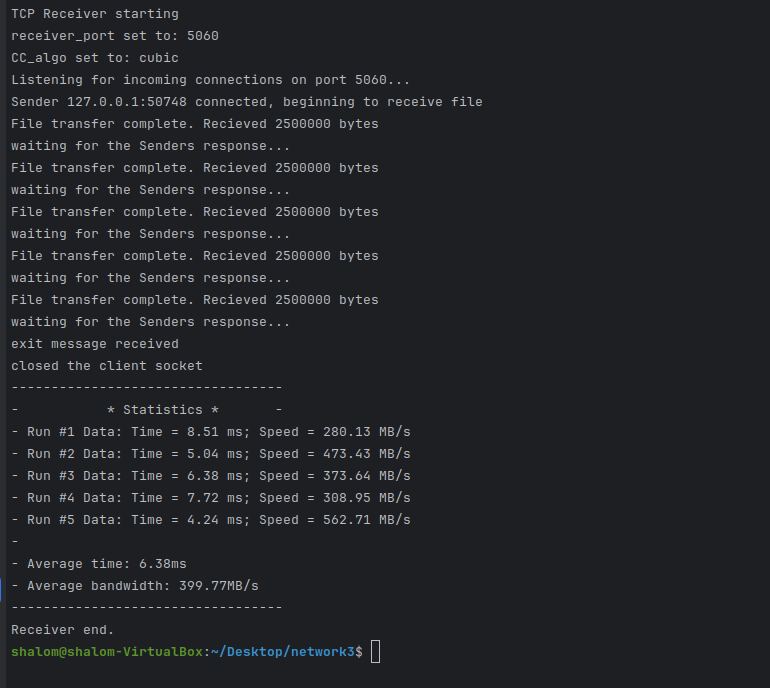 TCP Receiver starting
receiver_port set to: 5060
CC_algo set to: cubic
Listening for incoming connections on port 5060...
Sender 127.0.0.1:50748 connected, beginning to receive file
File transfer complete. Recieved 2500000 bytes
waiting for the Senders response...
File transfer complete. Recieved 2500000 bytes
waiting for the Senders response...
File transfer complete. Recieved 2500000 bytes
waiting for the Senders response...
File transfer complete. Recieved 2500000 bytes
waiting for the Senders response...
File transfer complete. Recieved 2500000 bytes
waiting for the Senders response...
exit message received
closed the client socket
----------------------------------
-           * Statistics *       -
- Run #1 Data: Time = 8.51 ms; Speed = 280.13 MB/s
- Run #2 Data: Time = 5.04 ms; Speed = 473.43 MB/s
- Run #3 Data: Time = 6.38 ms; Speed = 373.64 MB/s
- Run #4 Data: Time = 7.72 ms; Speed = 308.95 MB/s
- Run #5 Data: Time = 4.24 ms; Speed = 562.71 MB/s
-
- Average time: 6.38ms
- Average bandwidth: 399.77MB/s
----------------------------------
Receiver end.
shalom@shalom-VirtualBox:~/Desktop/network3$